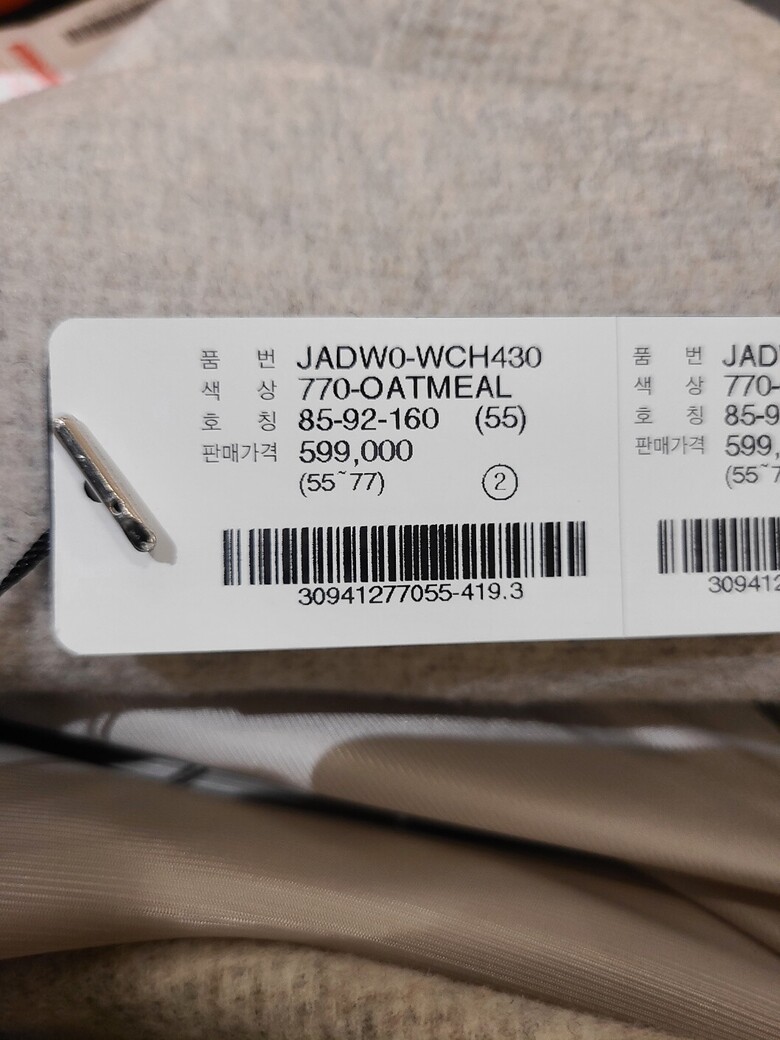 품 번 JADW0-WCH430
색 상 770-OATMEAL
호 칭 85-92-160 (55)
판매가격 599,000
(55~77) ②
30941277055-419.3
품 번 JADW
색 상 770-
호 칭 85-9
판매가격 599,
(55~7
309412